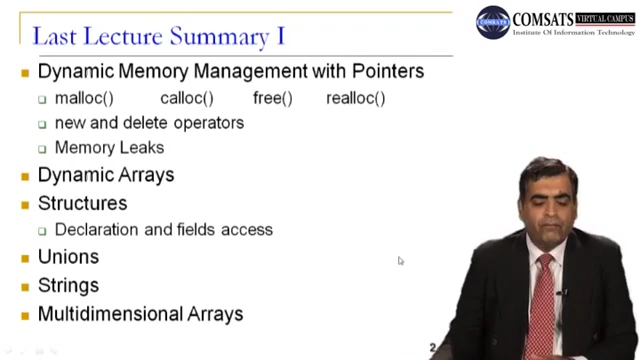 Last Lecture Summary I
COMSATS
VIRTUAL CAMPUS
Institute Of Information Technology
COMSATS
Dynamic Memory Management with Pointers
malloc() calloc() free() realloc()
new and delete operators
Memory Leaks
Dynamic Arrays
Structures
Declaration and fields access
Unions
Strings
Multidimensional Arrays
2